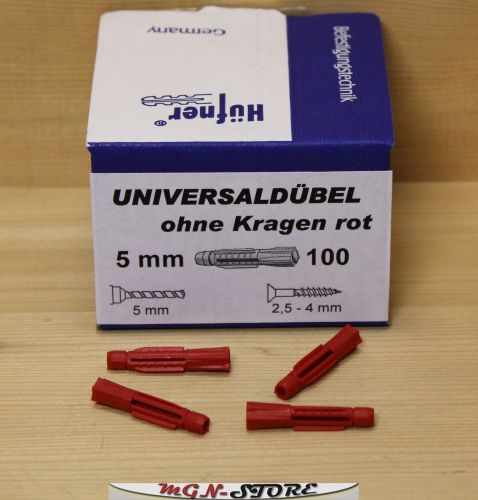 Germany
Hüfner®
Befestigungstechnik
UNIVERSALDÜBEL
ohne Kragen rot
5 mm 100
5 mm 2,5 - 4 mm
MGN-STORE